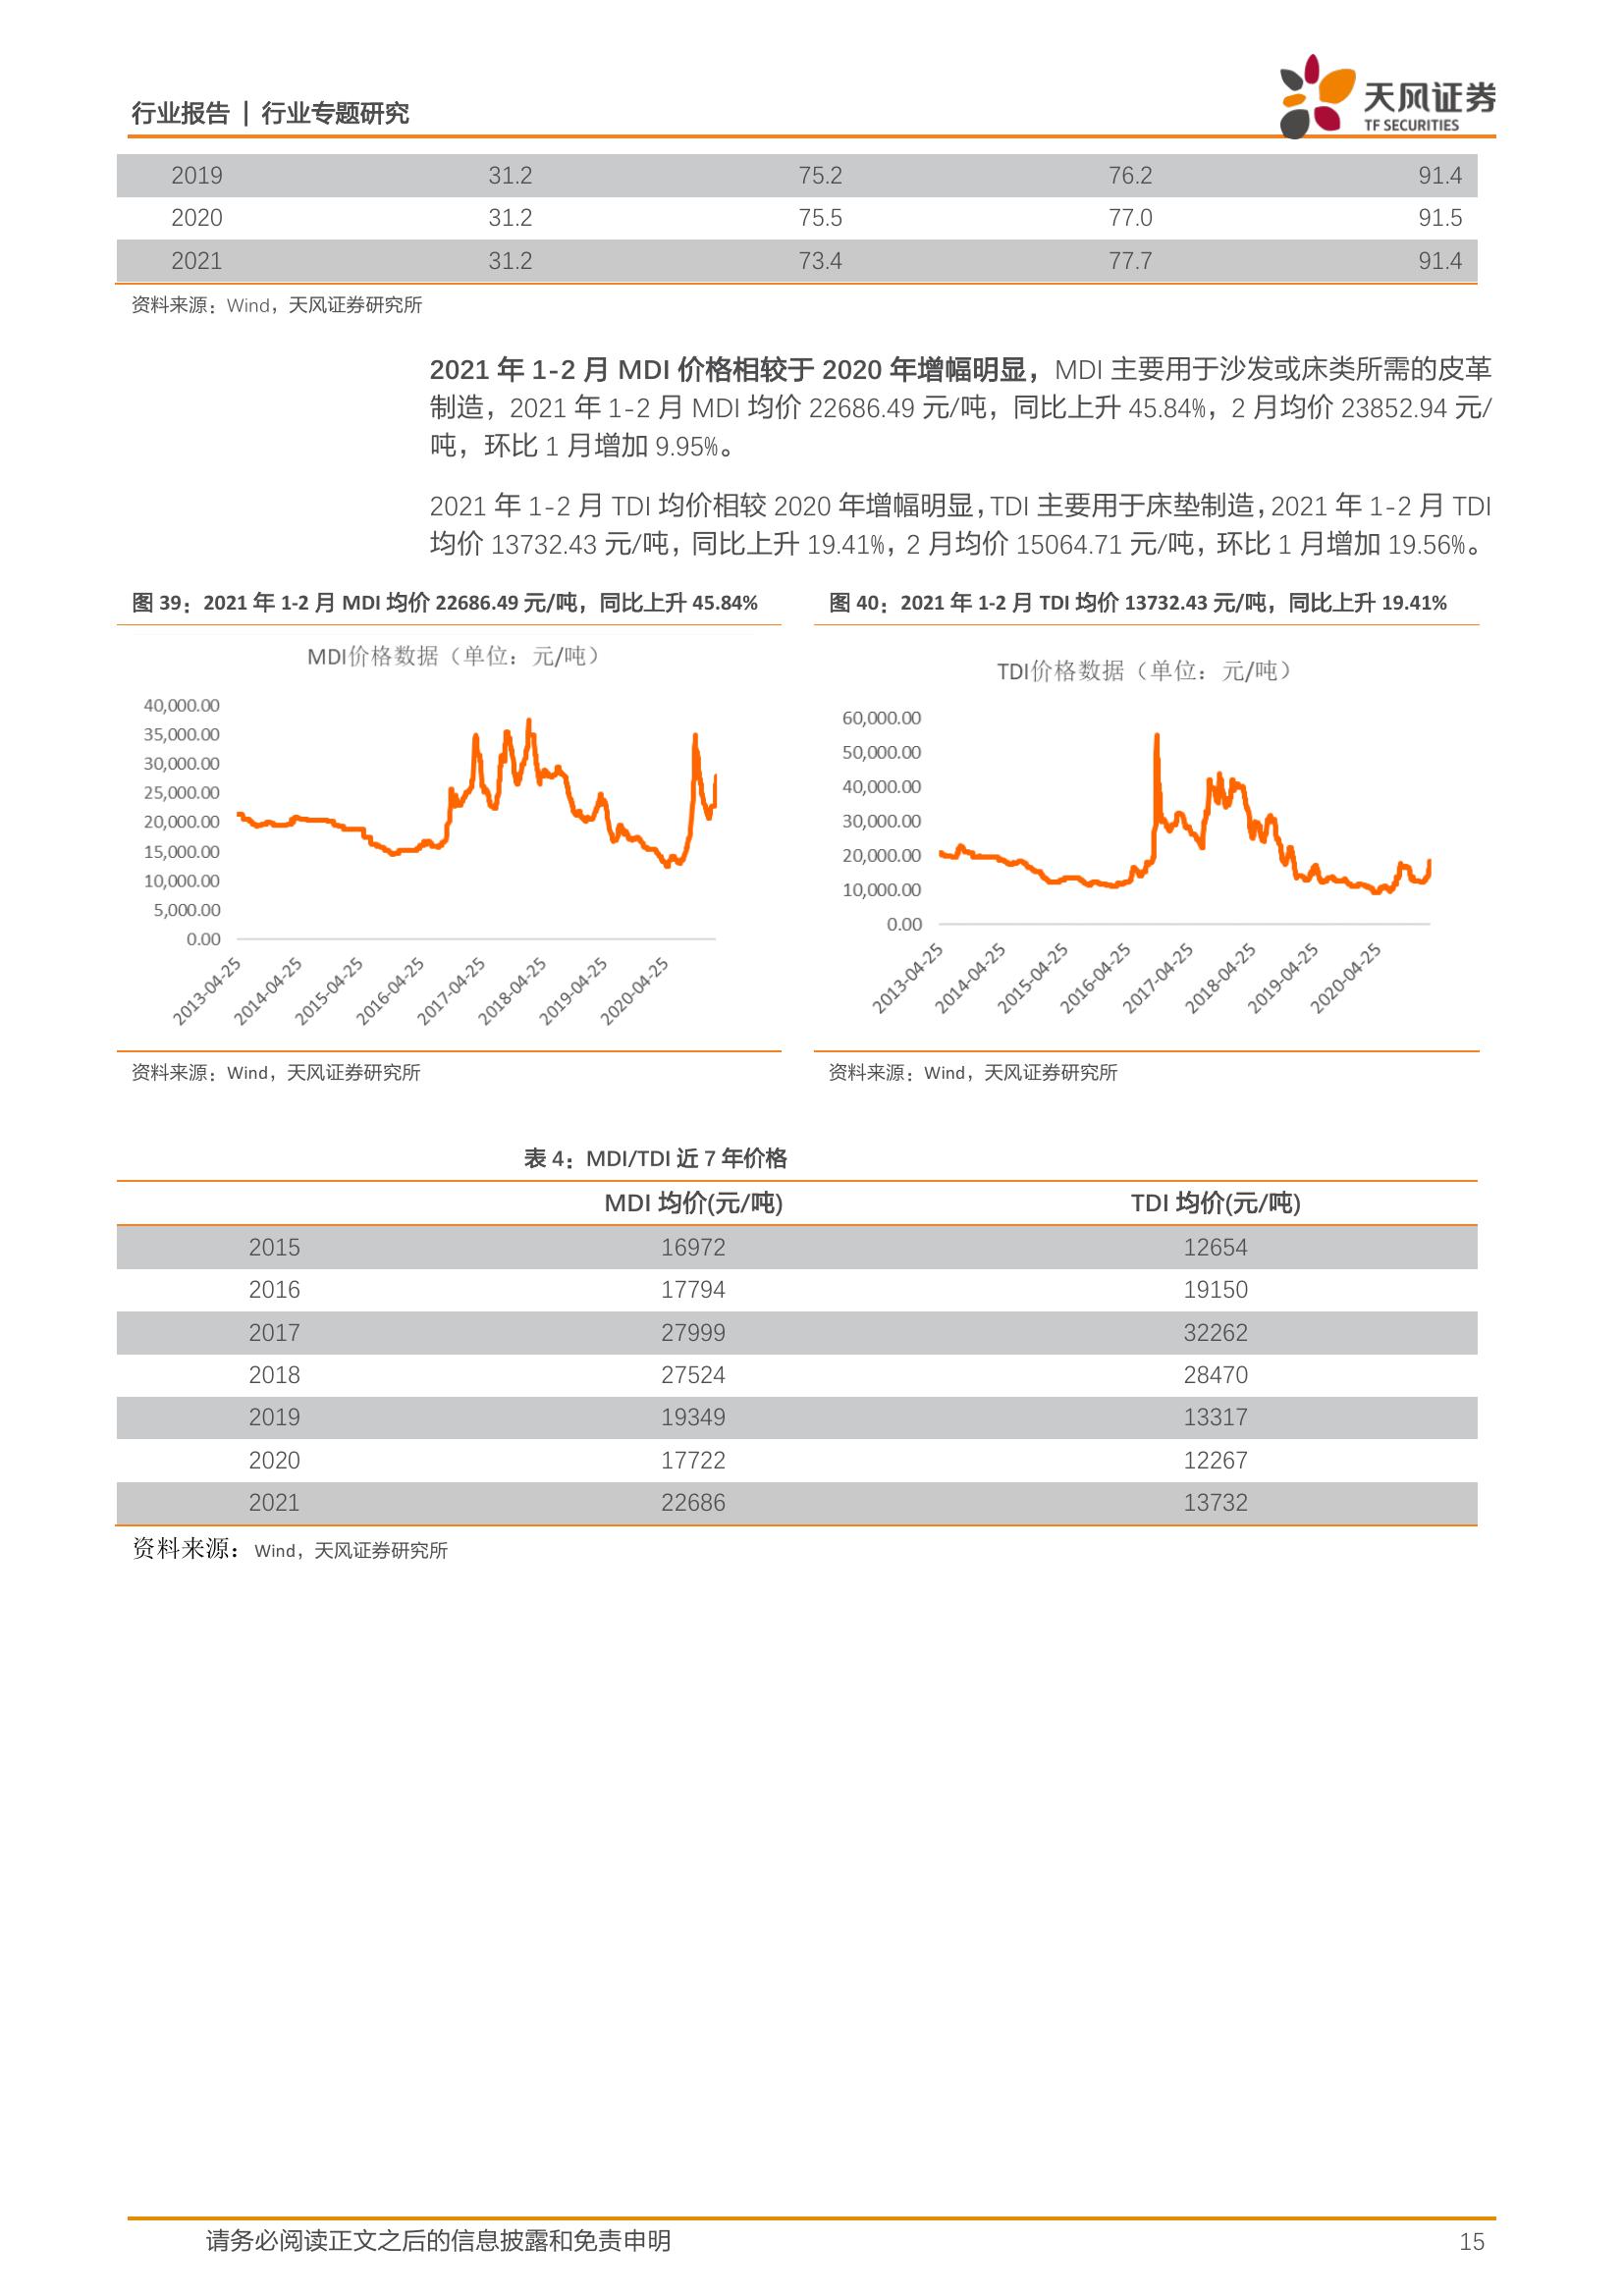 行业报告 | 行业专题研究
天风证券
TF SECURITIES
2019 31.2 75.2 76.2 91.4
2020 31.2 75.5 77.0 91.5
2021 31.2 73.4 77.7 91.4
资料来源：Wind，天风证券研究所
2021 年 1-2 月 MDI 价格相较于 2020 年增幅明显，MDI 主要用于沙发或床类所需的皮革
制造，2021 年 1-2 月 MDI 均价 22686.49 元/吨，同比上升 45.84%，2 月均价 23852.94 元/
吨，环比 1 月增加 9.95%。
2021 年 1-2 月 TDI 均价相较 2020 年增幅明显，TDI 主要用于床垫制造，2021 年 1-2 月 TDI
均价 13732.43 元/吨，同比上升 19.41%，2 月均价 15064.71 元/吨，环比 1 月增加 19.56%。
图 39：2021 年 1-2 月 MDI 均价 22686.49 元/吨，同比上升 45.84%
MDI价格数据（单位：元/吨）
40,000.00
35,000.00
30,000.00
25,000.00
20,000.00
15,000.00
10,000.00
5,000.00
0.00
2013-04-25
2014-04-25
2015-04-25
2016-04-25
2017-04-25
2018-04-25
2019-04-25
2020-04-25
资料来源：Wind，天风证券研究所
图 40：2021 年 1-2 月 TDI 均价 13732.43 元/吨，同比上升 19.41%
TDI价格数据（单位：元/吨）
60,000.00
50,000.00
40,000.00
30,000.00
20,000.00
10,000.00
0.00
2013-04-25
2014-04-25
2015-04-25
2016-04-25
2017-04-25
2018-04-25
2019-04-25
2020-04-25
资料来源：Wind，天风证券研究所
表 4：MDI/TDI 近 7 年价格
MDI 均价(元/吨) TDI 均价(元/吨)
2015 16972 12654
2016 17794 19150
2017 27999 32262
2018 27524 28470
2019 19349 13317
2020 17722 12267
2021 22686 13732
资料来源：Wind，天风证券研究所
请务必阅读正文之后的信息披露和免责申明 15